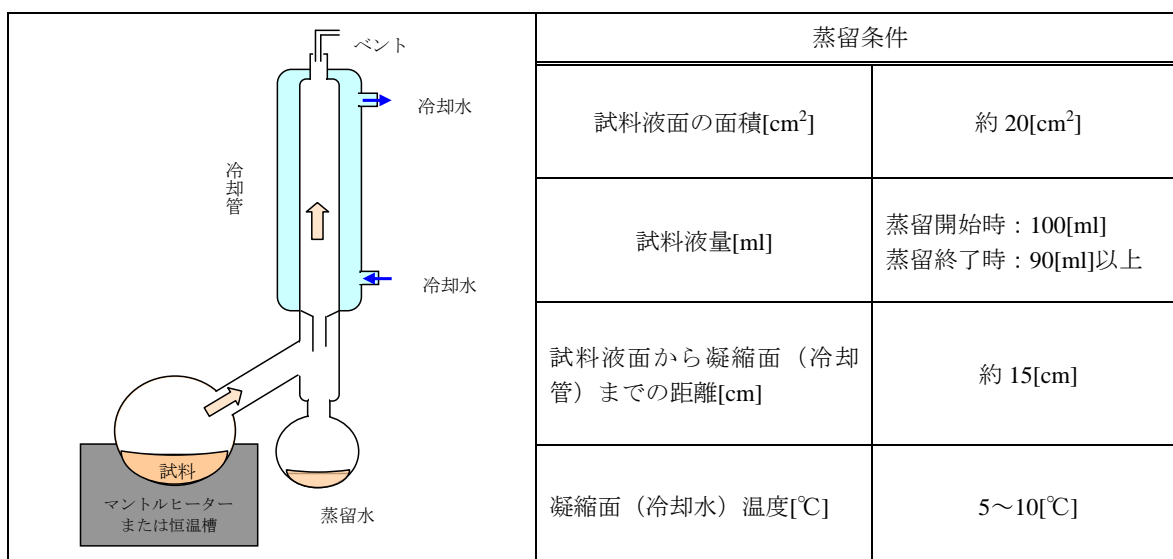 ベント
冷却水
冷却管
冷却水
試料
マントルヒーター
または恒温槽
蒸留水
蒸留条件
試料液面の面積[cm²]
約 20[cm²]
試料液量[ml]
蒸留開始時：100[ml]
蒸留終了時：90[ml]以上
試料液面から凝縮面（冷却
管）までの距離[cm]
約 15[cm]
凝縮面（冷却水）温度[℃]
5～10[℃]